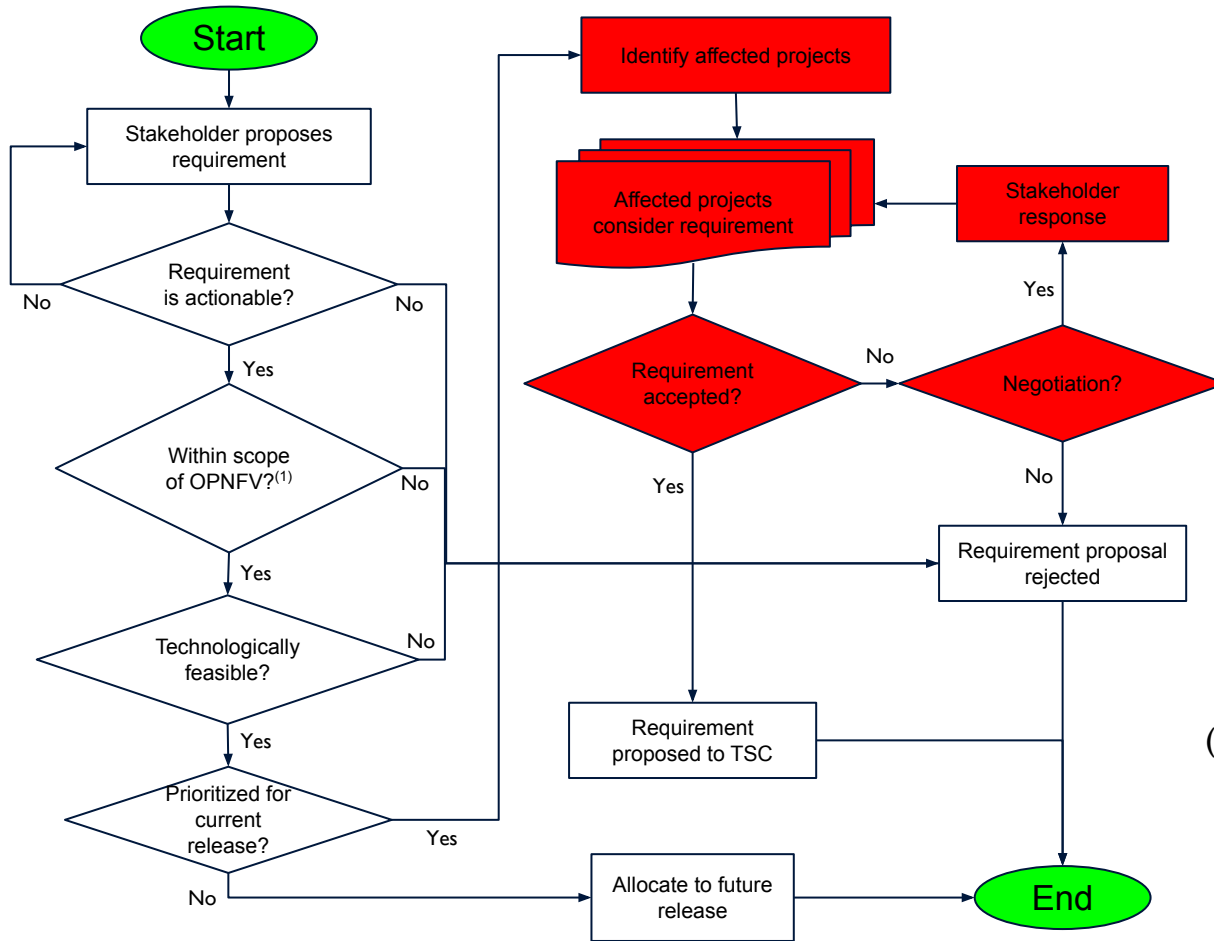 Start
Stakeholder proposes
requirement
Requirement
is actionable?
No
No
Yes
Within scope
of OPNFV?(1)
No
Yes
Technologically
feasible?
No
Yes
Prioritized for
current
release?
Yes
No
Identify affected projects
Affected projects
consider requirement
Stakeholder
response
Yes
Requirement
accepted?
No
Negotiation?
Yes
No
Requirement proposal
rejected
Requirement
proposed to TSC
(
Allocate to future
release
End